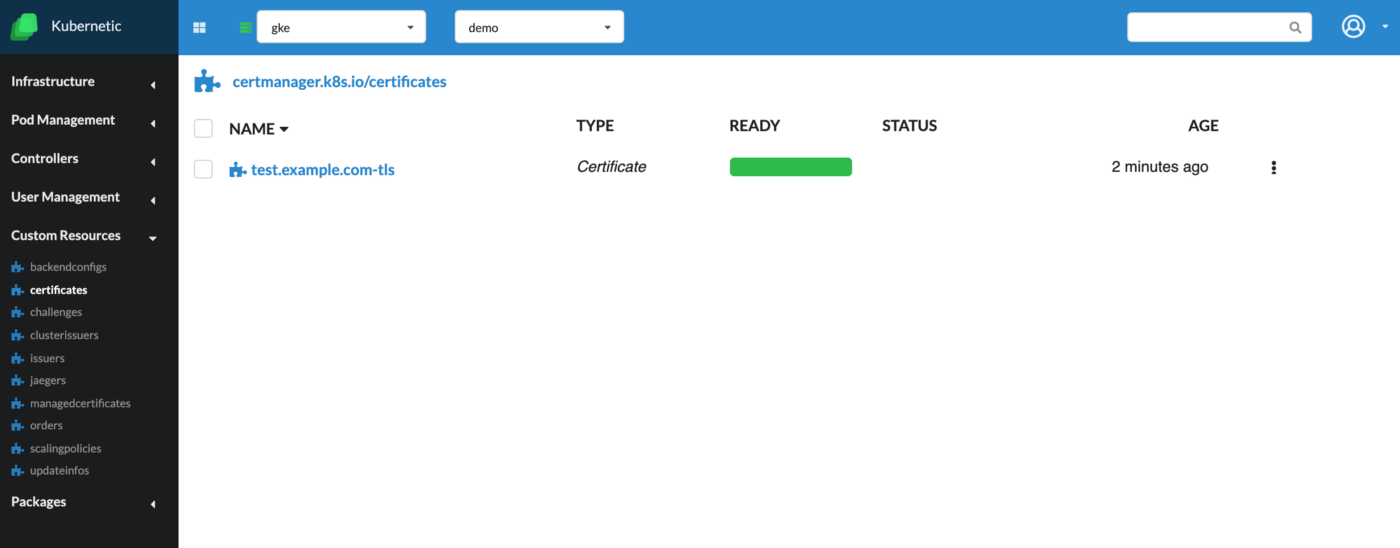 Kubernetic
gke
demo
Infrastructure
Pod Management
Controllers
User Management
Custom Resources
backendconfigs
certificates
challenges
clusterissuers
issuers
jaegers
managedcertificates
orders
scalingpolicies
updateinfos
Packages
certmanager.k8s.io/certificates
NAME TYPE READY STATUS AGE
test.example.com-tls Certificate 2 minutes ago